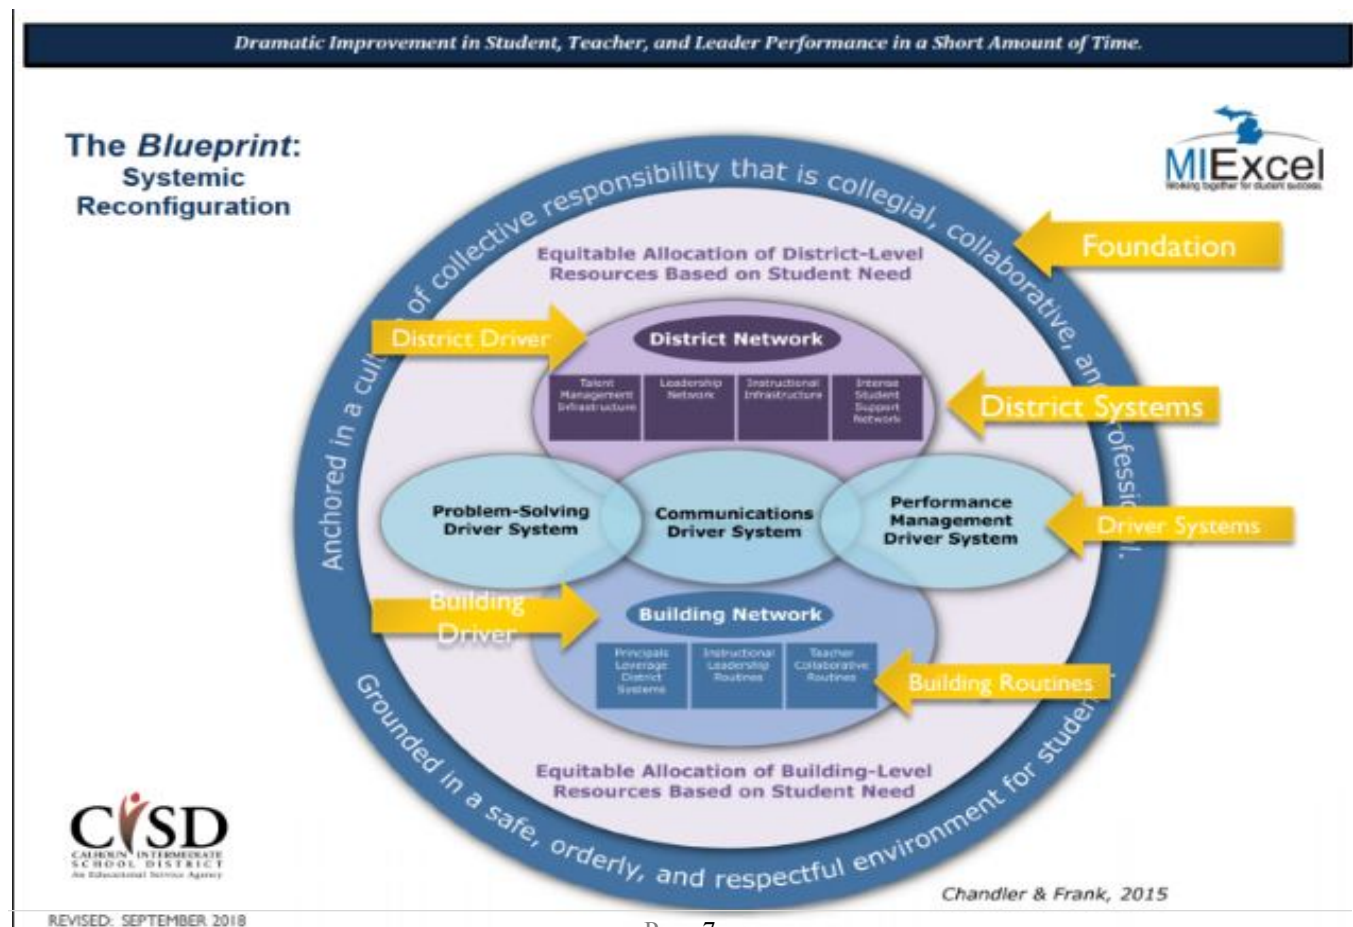 Dramatic Improvement in Student, Teacher, and Leader Performance in a Short Amount of Time.
The Blueprint:
Systemic
Reconfiguration
MIExcel
Working together for student success.
Anchored in a culture of collective responsibility that is collegial, collaborative, and professional.
Foundation
Equitable Allocation of District-Level
Resources Based on Student Need
District Driver
District Network
Talent
Management
Infrastructure
Leadership
Network
Instructional
Infrastructure
Intense
Student
Support
Network
District Systems
Problem-Solving
Driver System
Communications
Driver System
Performance
Management
Driver System
Driver Systems
Building
Driver
Building Network
Principals
Leverage
District
Systems
Instructional
Leadership
Routines
Teacher
Collaborative
Routines
Building Routines
Equitable Allocation of Building-Level
Resources Based on Student Need
Grounded in a safe, orderly, and respectful environment for student
CISD
CALHOUN INTERMEDIATE
SCHOOL DISTRICT
An Educational Service Agency
Chandler & Frank, 2015
REVISED: SEPTEMBER 2018
7